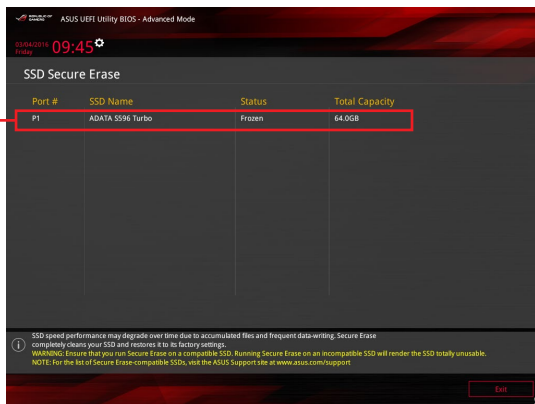 REPUBLIC OF GAMERS ASUS UEFI Utility BIOS - Advanced Mode
03/04/2016 09:45
Friday
SSD Secure Erase
Port # SSD Name Status Total Capacity
P1 ADATA S596 Turbo Frozen 64.0GB
SSD speed performance may degrade over time due to accumulated files and frequent data-writing. Secure Erase
completely cleans your SSD and restores it to its factory settings.
WARNING: Ensure that you run Secure Erase on a compatible SSD. Running Secure Erase on an incompatible SSD will render the SSD totally unusable.
NOTE: For the list of Secure Erase-compatible SSDs, visit the ASUS Support site at www.asus.com/support
Exit